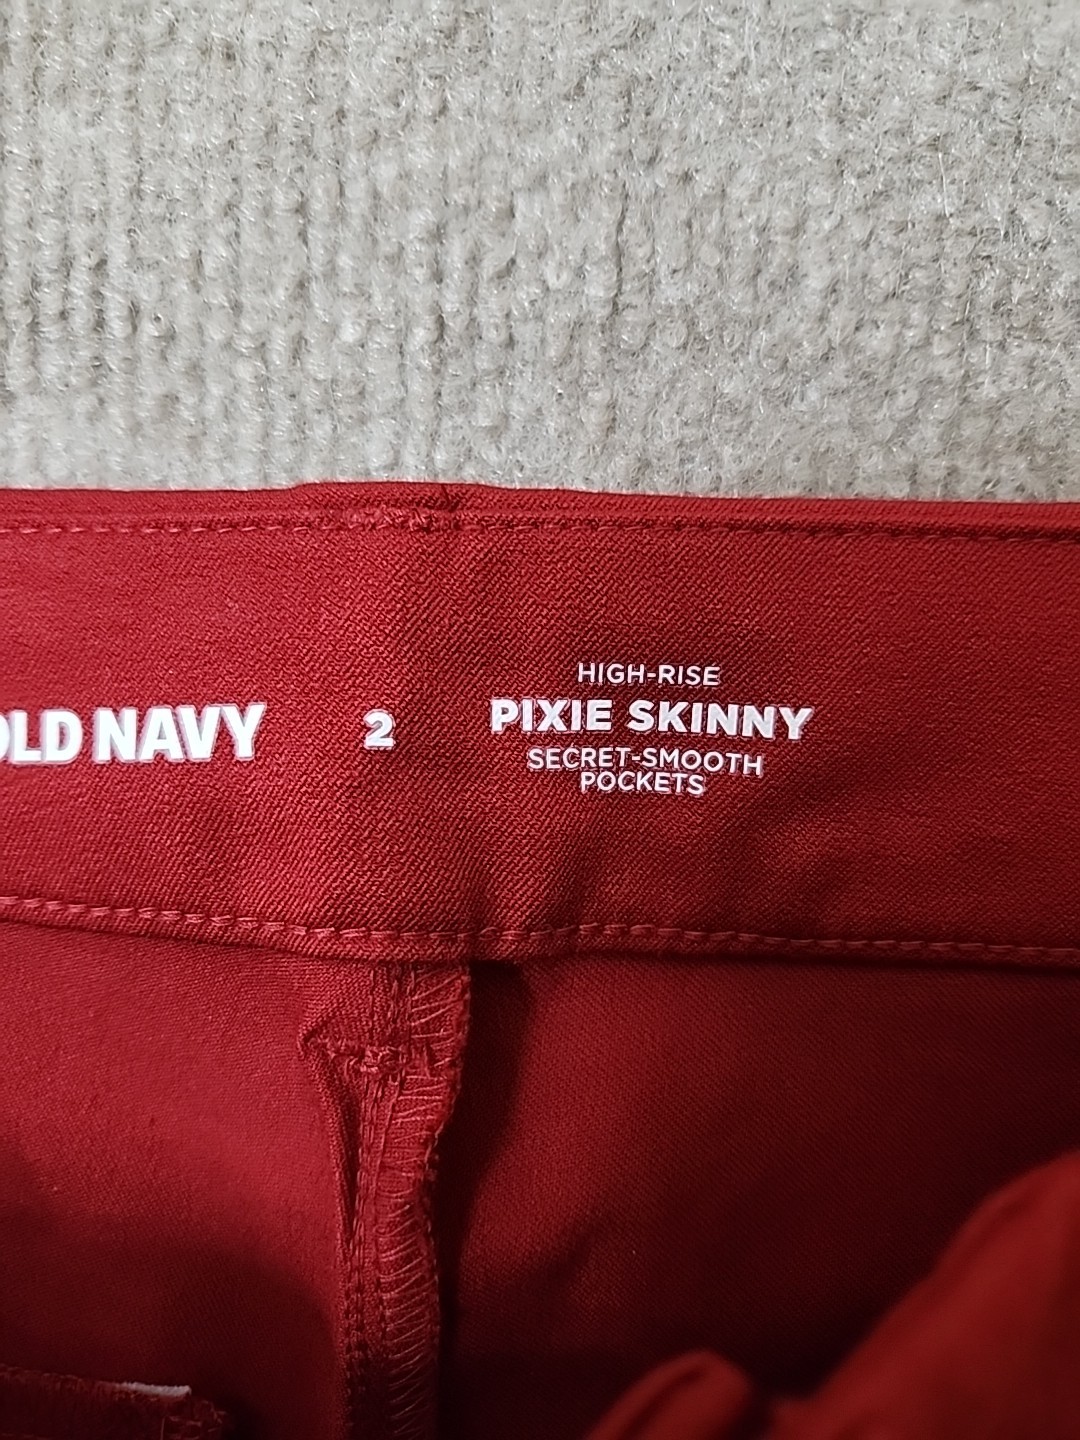 OLD NAVY 2 HIGH-RISE
PIXIE SKINNY
SECRET-SMOOTH
POCKETS